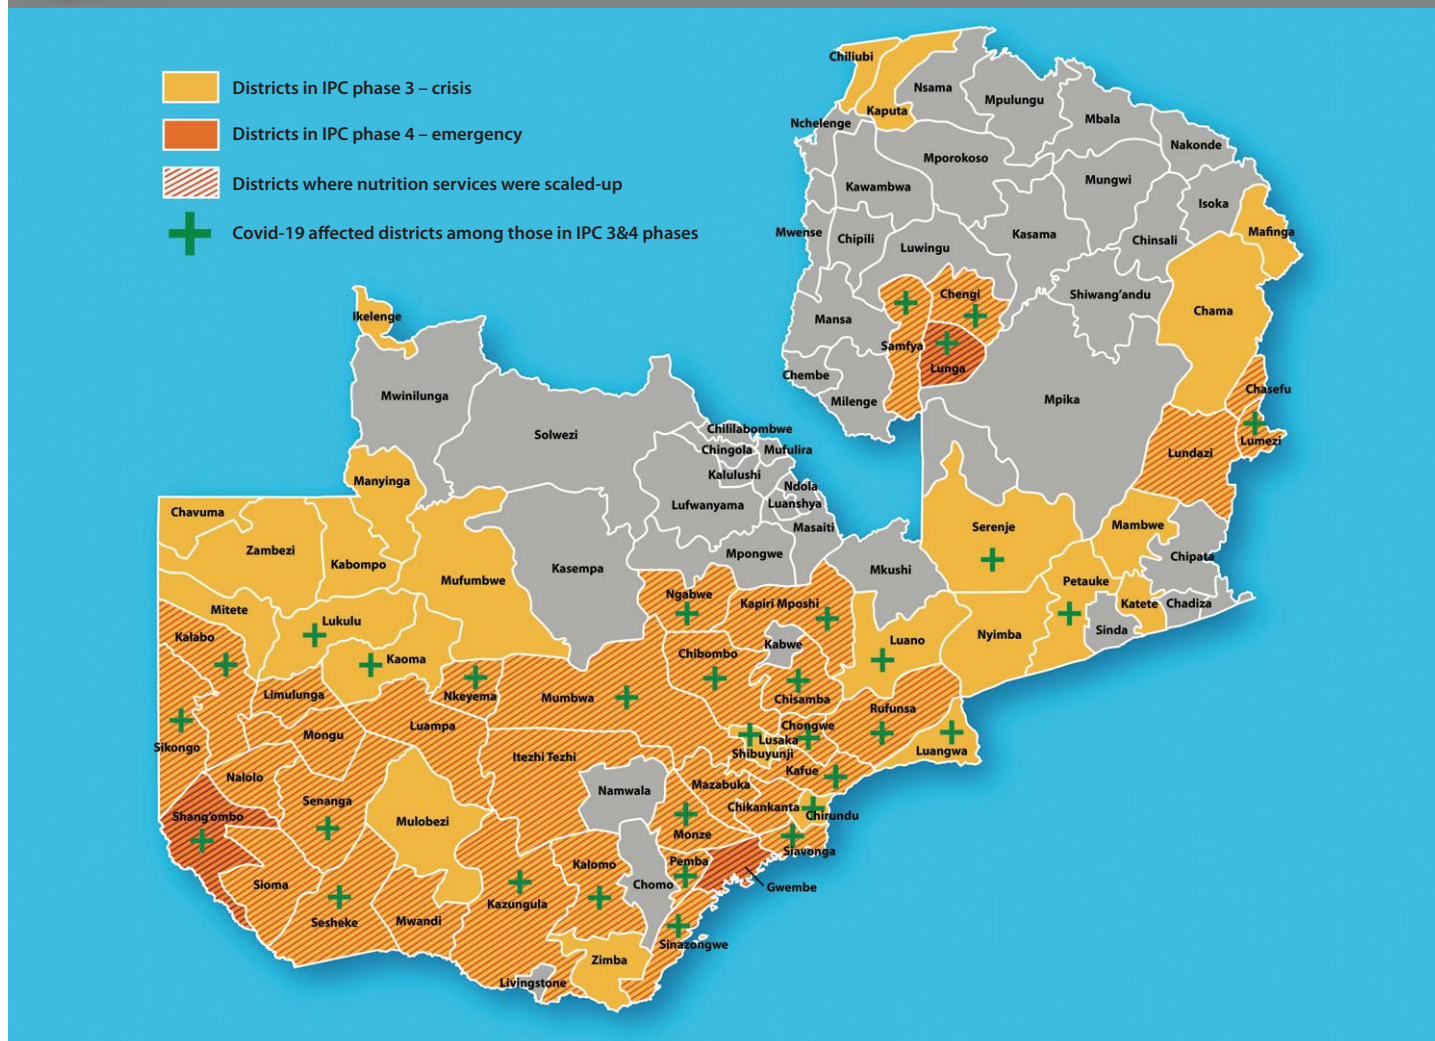 Districts in IPC phase 3 – crisis
Districts in IPC phase 4 – emergency
Districts where nutrition services were scaled-up
Covid-19 affected districts among those in IPC 3&4 phases
Chiliubi
Kaputa
Nsama
Mpulungu
Mbala
Nchelenge
Nakonde
Mporokoso
Kawambwa
Mungwi
Isoka
Mwense
Chipili
Luwingu
Kasama
Chinsali
Mafinga
Chengi
Shiwang'andu
Chama
Ikelenge
Mansa
Samfya
Lunga
Chembe
Milenge
Mpika
Chasefu
Mwinilunga
Solwezi
Chililabombwe
Chingola
Mufulira
Lumezi
Lundazi
Kalulushi
Manyinga
Ndola
Lufwanyama
Luanshya
Chavuma
Masaiti
Serenje
Mambwe
Zambezi
Kabompo
Mufumbwe
Kasempa
Mpongwe
Mkushi
Chipata
Petauke
Mitete
Ngabwe
Kapiri Mposhi
Katete
Chadiza
Lukulu
Kalabo
Kabwe
Luano
Nyimba
Sinda
Kaoma
Chibombo
Limulunga
Nkeyema
Mumbwa
Chisamba
Rufunsa
Luampa
Mongu
Chongwe
Lusaka
Sikongo
Itezhi Tezhi
Shibuyunji
Luangwa
Nalolo
Kafue
Mazabuka
Namwala
Senanga
Chikankanta
Shang'ombo
Mulobezi
Chirundu
Monze
Siavonga
Kalomo
Pemba
Sioma
Chomo
Gwembe
Sesheke
Mwandi
Kazungula
Sinazongwe
Zimba
Livingstone